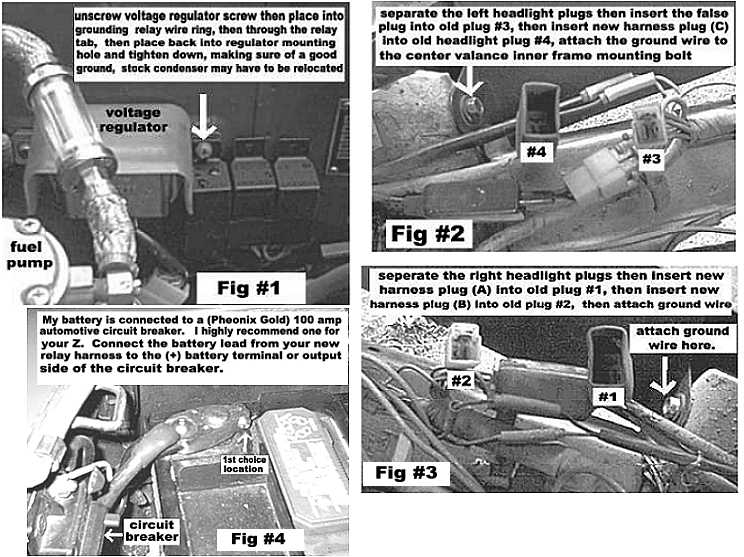 unscrew voltage regulator screw then place into
grounding relay wire ring, then through the relay
tab, then place back into regulator mounting
hole and tighten down, making sure of a good
ground, stock condenser may have to be relocated
voltage
regulator
fuel
pump
Fig #1
separate the left headlight plugs then insert the false
plug into old plug #3, then insert new harness plug (C)
into old headlight plug #4, attach the ground wire to
the center valance inner frame mounting bolt
#4
#3
Fig #2
seperate the right headlight plugs then insert new
harness plug (A) into old plug #1, then insert new
harness plug (B) into old plug #2, then attach ground wire
attach ground
wire here.
#2
#1
Fig #3
My battery is connected to a (Pheonix Gold) 100 amp
automotive circuit breaker. I highly recommend one for
your Z. Connect the battery lead from your new
relay harness to the (+) battery terminal or output
side of the circuit breaker.
1st choice
location
circuit
breaker
Fig #4